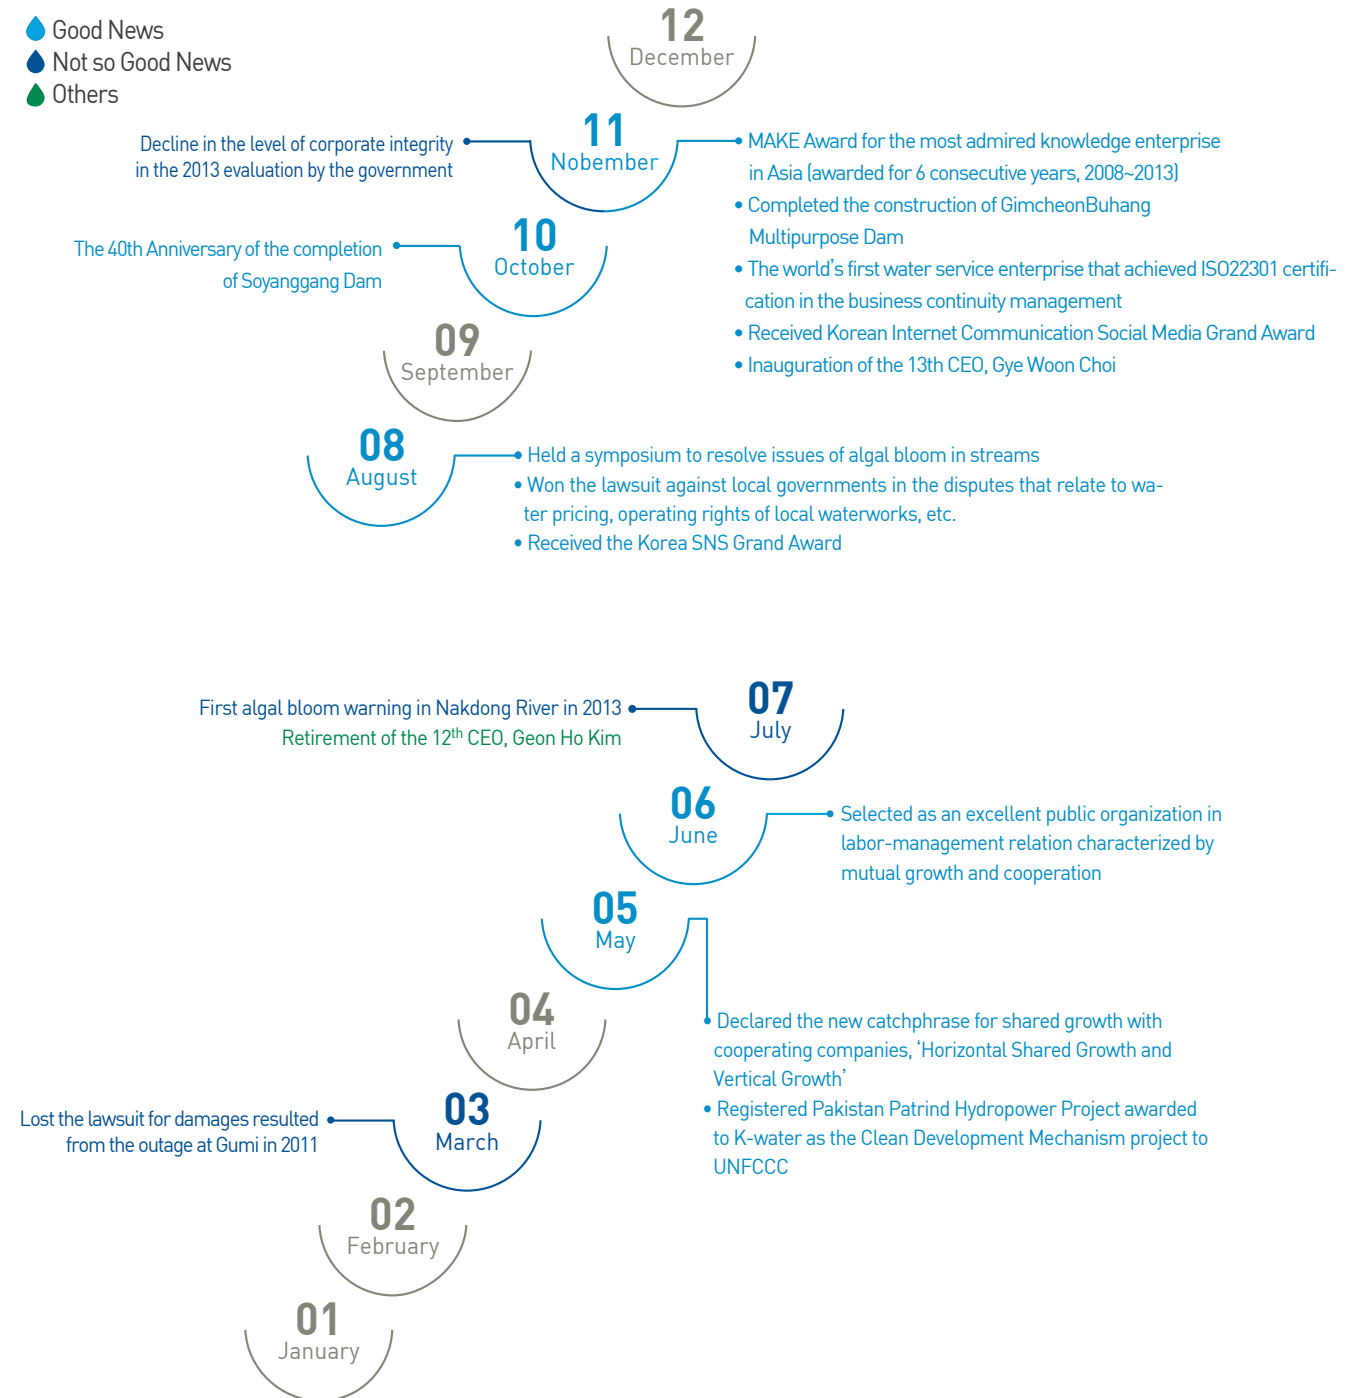 Good News
Not so Good News
Others
12
December
11
Nobember
Decline in the level of corporate integrity
in the 2013 evaluation by the government
• MAKE Award for the most admired knowledge enterprise
in Asia (awarded for 6 consecutive years, 2008~2013)
• Completed the construction of GimcheonBuhang
Multipurpose Dam
• The world's first water service enterprise that achieved ISO22301 certifi-
cation in the business continuity management
• Received Korean Internet Communication Social Media Grand Award
• Inauguration of the 13th CEO, Gye Woon Choi
10
October
The 40th Anniversary of the completion
of Soyanggang Dam
09
September
08
August
• Held a symposium to resolve issues of algal bloom in streams
• Won the lawsuit against local governments in the disputes that relate to wa-
ter pricing, operating rights of local waterworks, etc.
• Received the Korea SNS Grand Award
07
July
First algal bloom warning in Nakdong River in 2013
Retirement of the 12th CEO, Geon Ho Kim
06
June
• Selected as an excellent public organization in
labor-management relation characterized by
mutual growth and cooperation
05
May
• Declared the new catchphrase for shared growth with
cooperating companies, ‘Horizontal Shared Growth and
Vertical Growth’
• Registered Pakistan Patrind Hydropower Project awarded
to K-water as the Clean Development Mechanism project to
UNFCCC
04
April
03
March
Lost the lawsuit for damages resulted
from the outage at Gumi in 2011
02
February
01
January